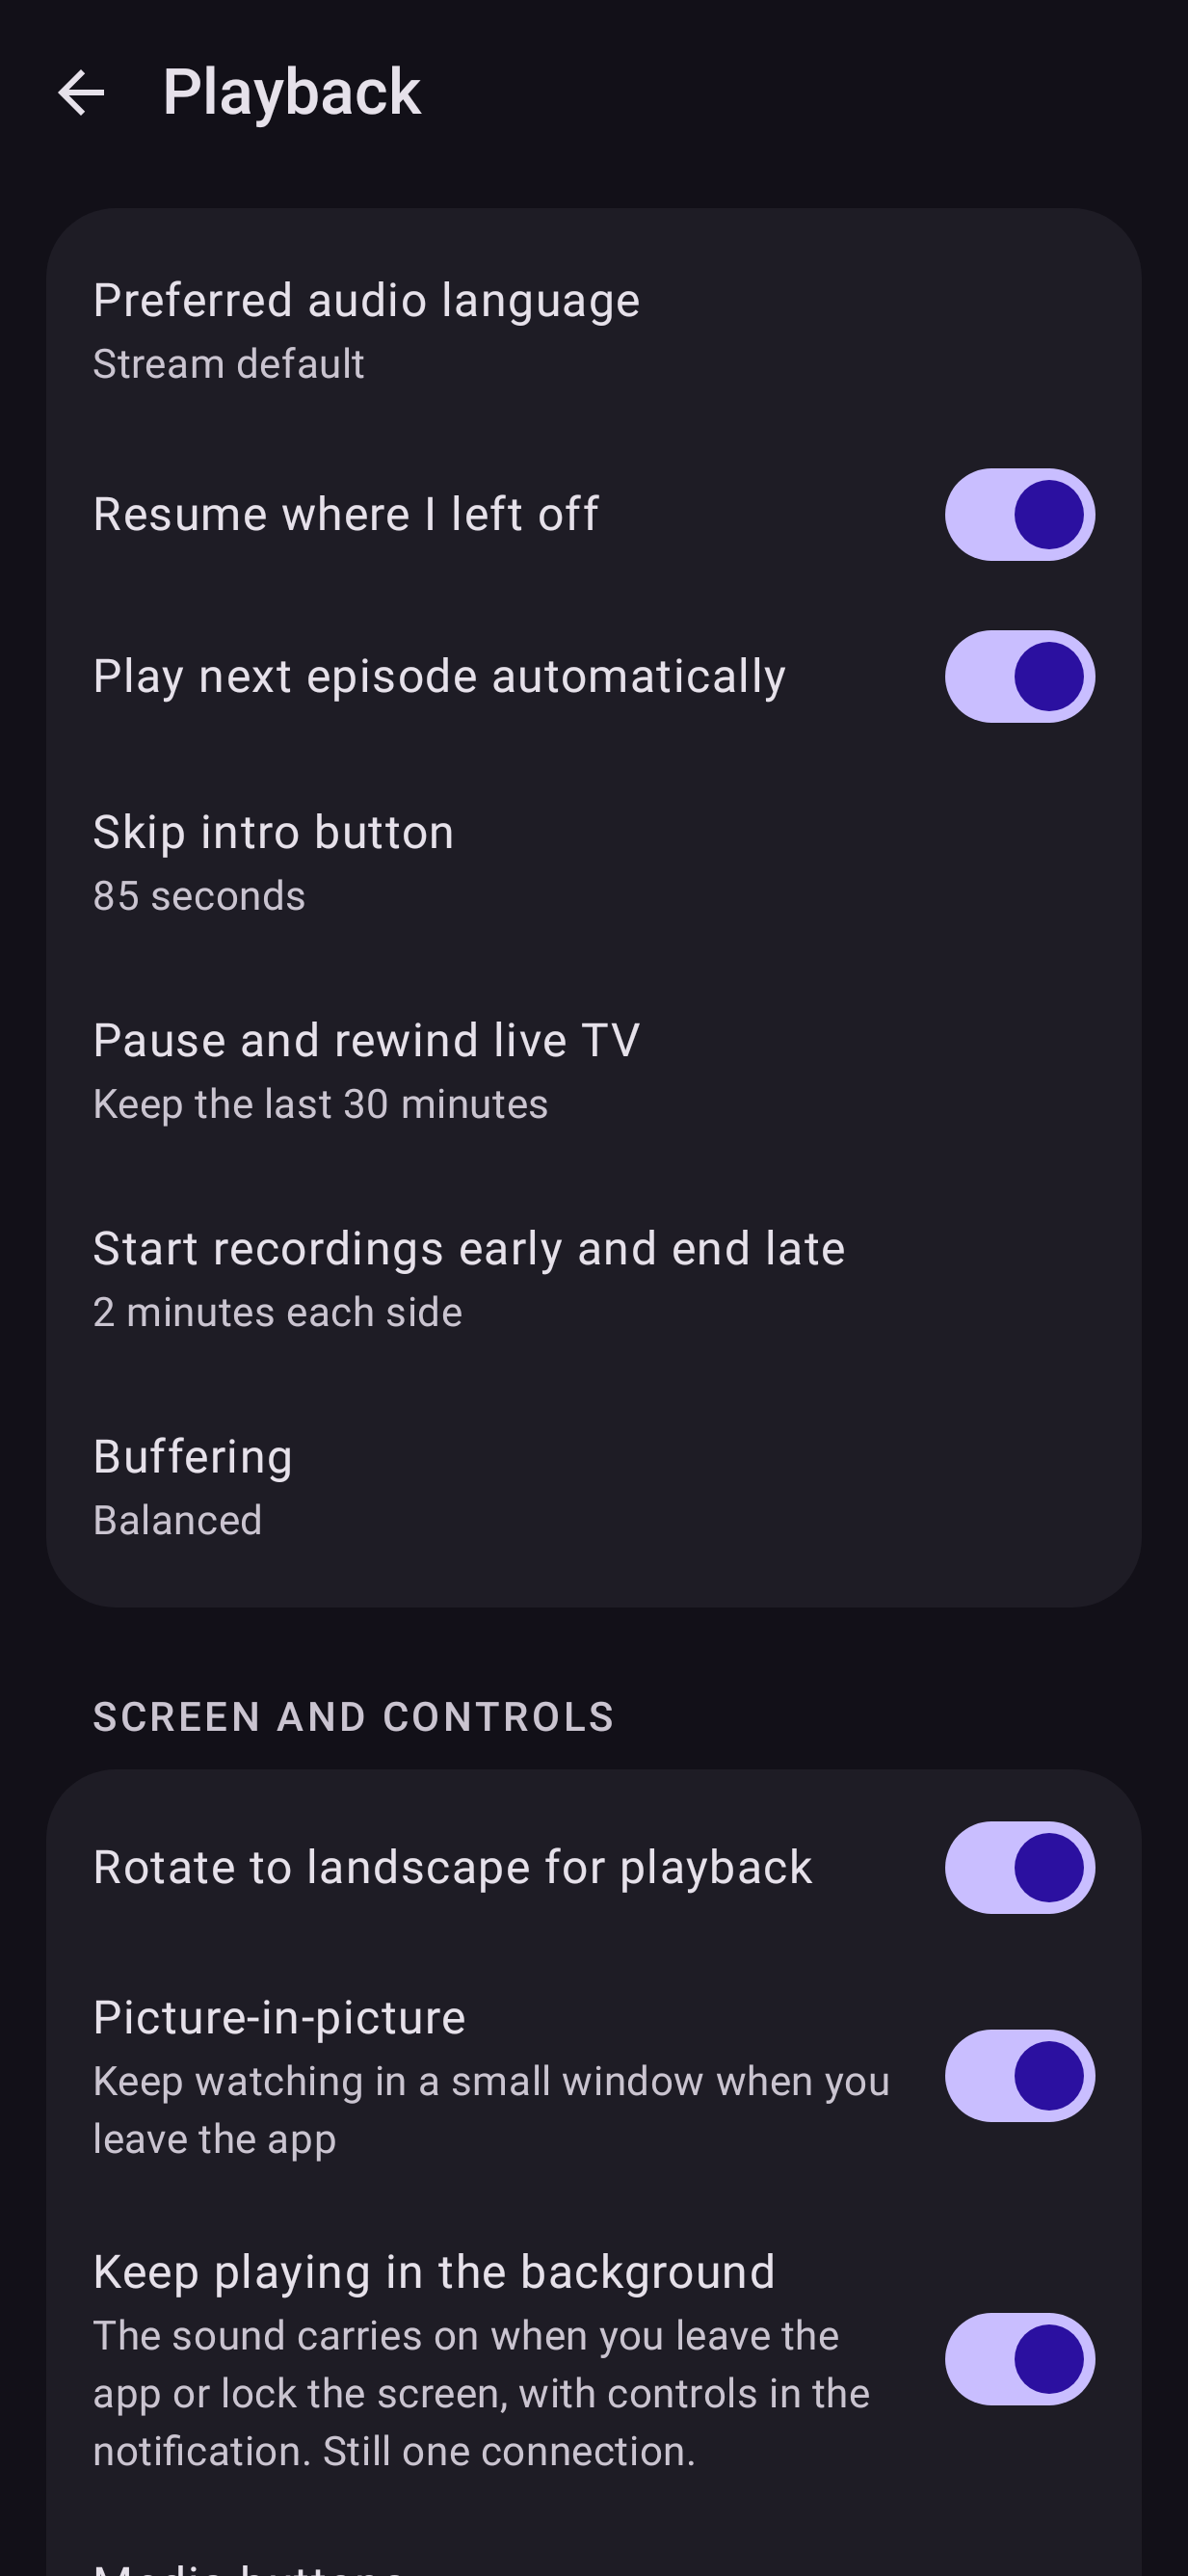 Playback
Preferred audio language
Stream default
Resume where I left off
Play next episode automatically
Skip intro button
85 seconds
Pause and rewind live TV
Keep the last 30 minutes
Start recordings early and end late
2 minutes each side
Buffering
Balanced
SCREEN AND CONTROLS
Rotate to landscape for playback
Picture-in-picture
Keep watching in a small window when you
leave the app
Keep playing in the background
The sound carries on when you leave the
app or lock the screen, with controls in the
notification. Still one connection.
Media buttons